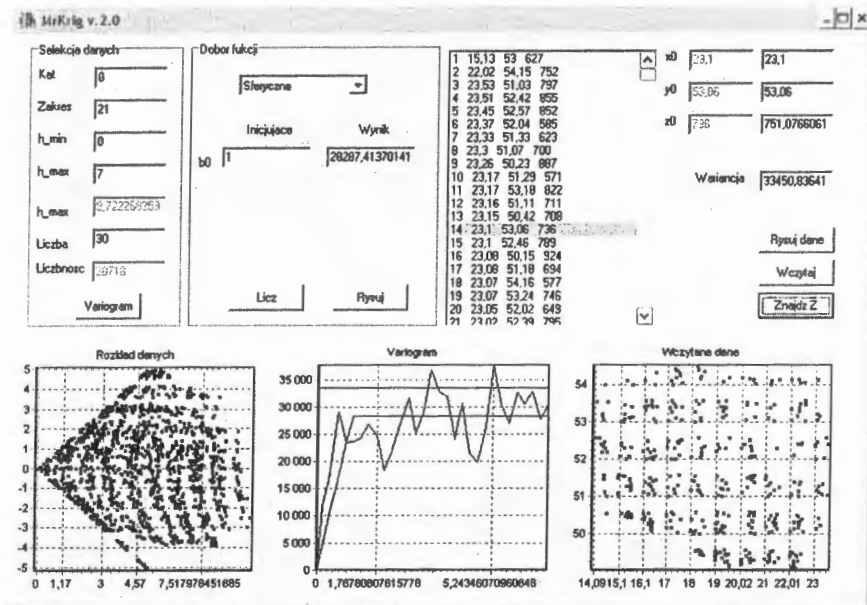 MrKrig v. 2.0
Selekcja danych
Kat 0
Zakres 21
h_min 0
h_max 7
h_max
Liczba 30
Licznosc 20716
Variogram
Dobor fukcji
Sferyczne
Inicjujace Wynik
b0 1 28287,41370141
Licz Rysuj
1 15,13 53 627
2 22,02 54,15 752
3 23,53 51,03 797
4 23,51 52,42 855
5 23,45 52,57 852
6 23,37 52,04 585
7 23,33 51,33 623
8 23,3 51,07 700
9 23,26 50,23 887
10 23,17 51,29 571
11 23,17 53,18 822
12 23,16 51,11 711
13 23,15 50,42 708
14 23,1 53,06 736
15 23,1 52,46 789
16 23,08 50,15 924
17 23,08 51,18 694
18 23,07 54,16 577
19 23,07 53,24 746
20 23,05 52,02 649
21 23,02 52,39 795
x0 23,1 23,1
y0 53,06 53,06
z0 736 751,0766061
Wariancja 33450,83641
Rysuj dane
Wczytaj
Znajdz Z
Rozklad danych
5
4
3
2
1
0
-1
-2
-3
-4
-5
0 1,17 3 4,57 7,517978451685
Variogram
35 000
30 000
25 000
20 000
15 000
10 000
5 000
0
0 1,76780807815778 5,24346070960848
Wczytane dane
54
53
52
51
50
14,0915,1 16,1 17 18 19 20,02 21 22,01 23